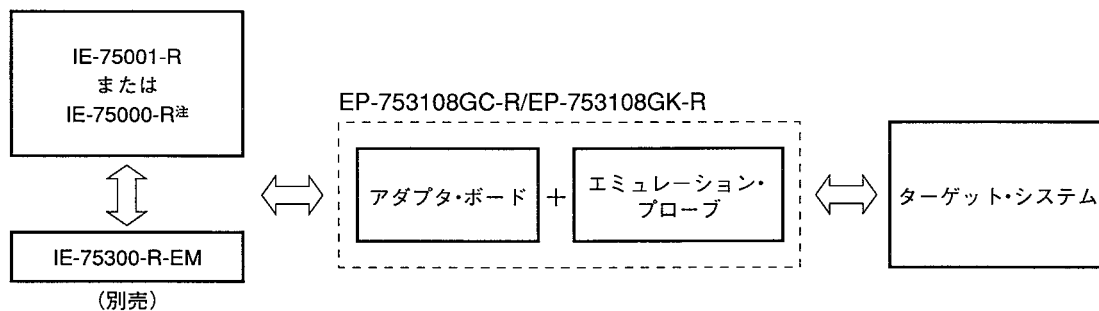 IE-75001-R
または
IE-75000-R注
IE-75300-R-EM
(別売)
EP-753108GC-R/EP-753108GK-R
アダプタ・ボード
+
エミュレーション・
プローブ
ターゲット・システム